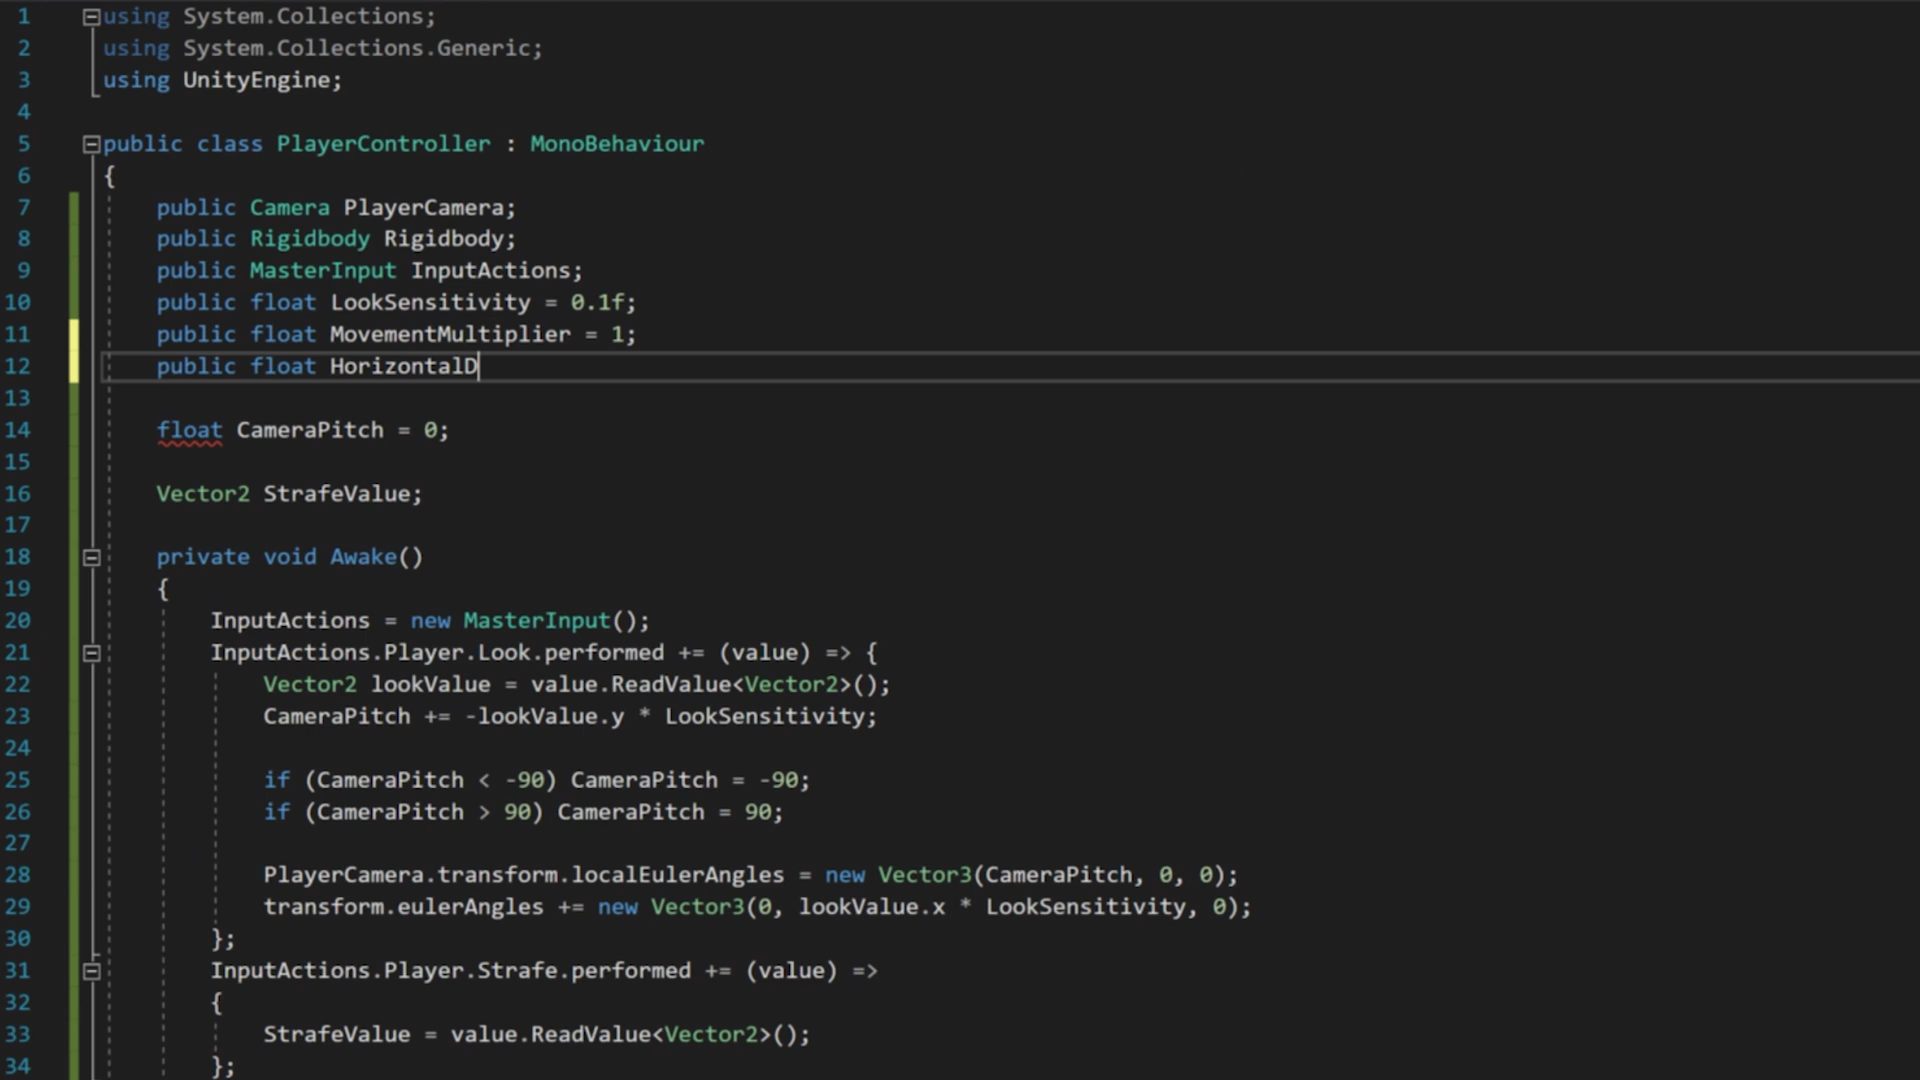 1 using System.Collections;
2 using System.Collections.Generic;
3 using UnityEngine;
4
5 public class PlayerController : MonoBehaviour
6 {
7 public Camera PlayerCamera;
8 public Rigidbody Rigidbody;
9 public MasterInput InputActions;
10 public float LookSensitivity = 0.1f;
11 public float MovementMultiplier = 1;
12 public float HorizontalD
13
14 float CameraPitch = 0;
15
16 Vector2 StrafeValue;
17
18 private void Awake()
19 {
20 InputActions = new MasterInput();
21 InputActions.Player.Look.performed += (value) => {
22 Vector2 lookValue = value.ReadValue<Vector2>();
23 CameraPitch += -lookValue.y * LookSensitivity;
24
25 if (CameraPitch < -90) CameraPitch = -90;
26 if (CameraPitch > 90) CameraPitch = 90;
27
28 PlayerCamera.transform.localEulerAngles = new Vector3(CameraPitch, 0, 0);
29 transform.eulerAngles += new Vector3(0, lookValue.x * LookSensitivity, 0);
30 };
31 InputActions.Player.Strafe.performed += (value) =>
32 {
33 StrafeValue = value.ReadValue<Vector2>();
34 };